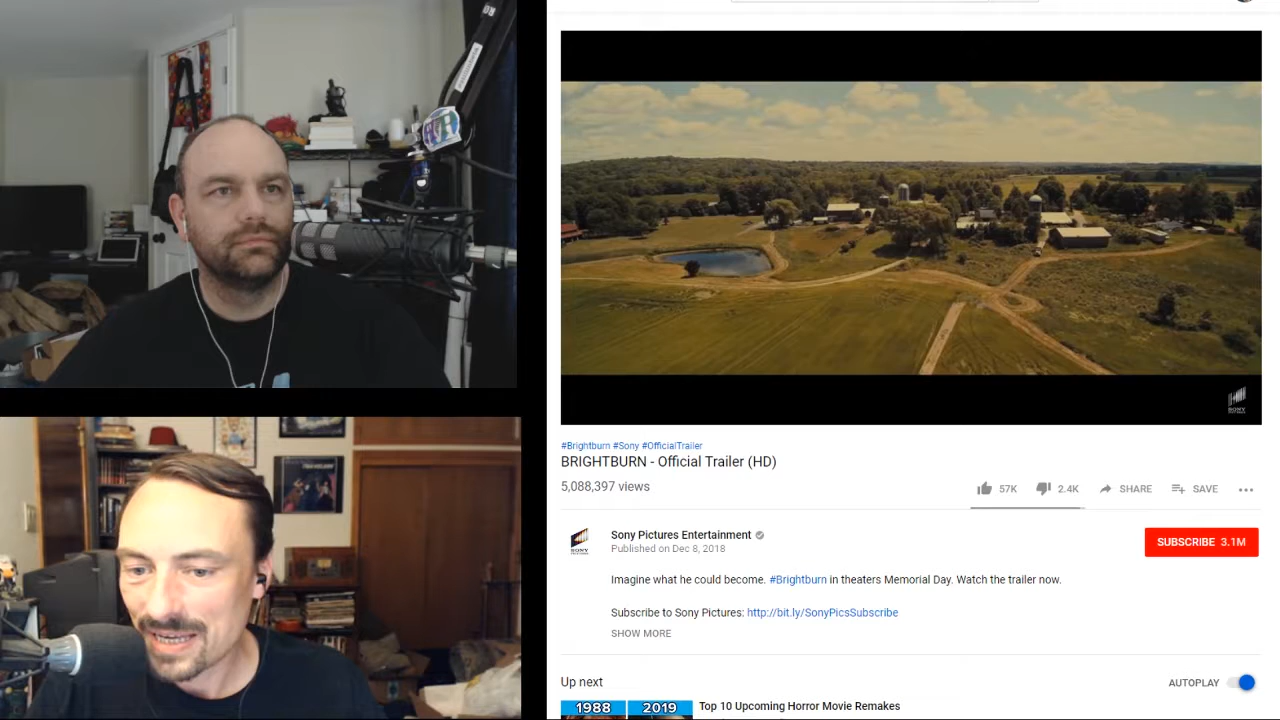 SONY
#Brightburn #Sony #OfficialTrailer
BRIGHTBURN - Official Trailer (HD)
5,088,397 views
57K
2.4K
SHARE
SAVE
SONY
Sony Pictures Entertainment
Published on Dec 8, 2018
SUBSCRIBE 3.1M
Imagine what he could become. #Brightburn in theaters Memorial Day. Watch the trailer now.
Subscribe to Sony Pictures: http://bit.ly/SonyPicsSubscribe
SHOW MORE
Up next
AUTOPLAY
1988
2019
Top 10 Upcoming Horror Movie Remakes